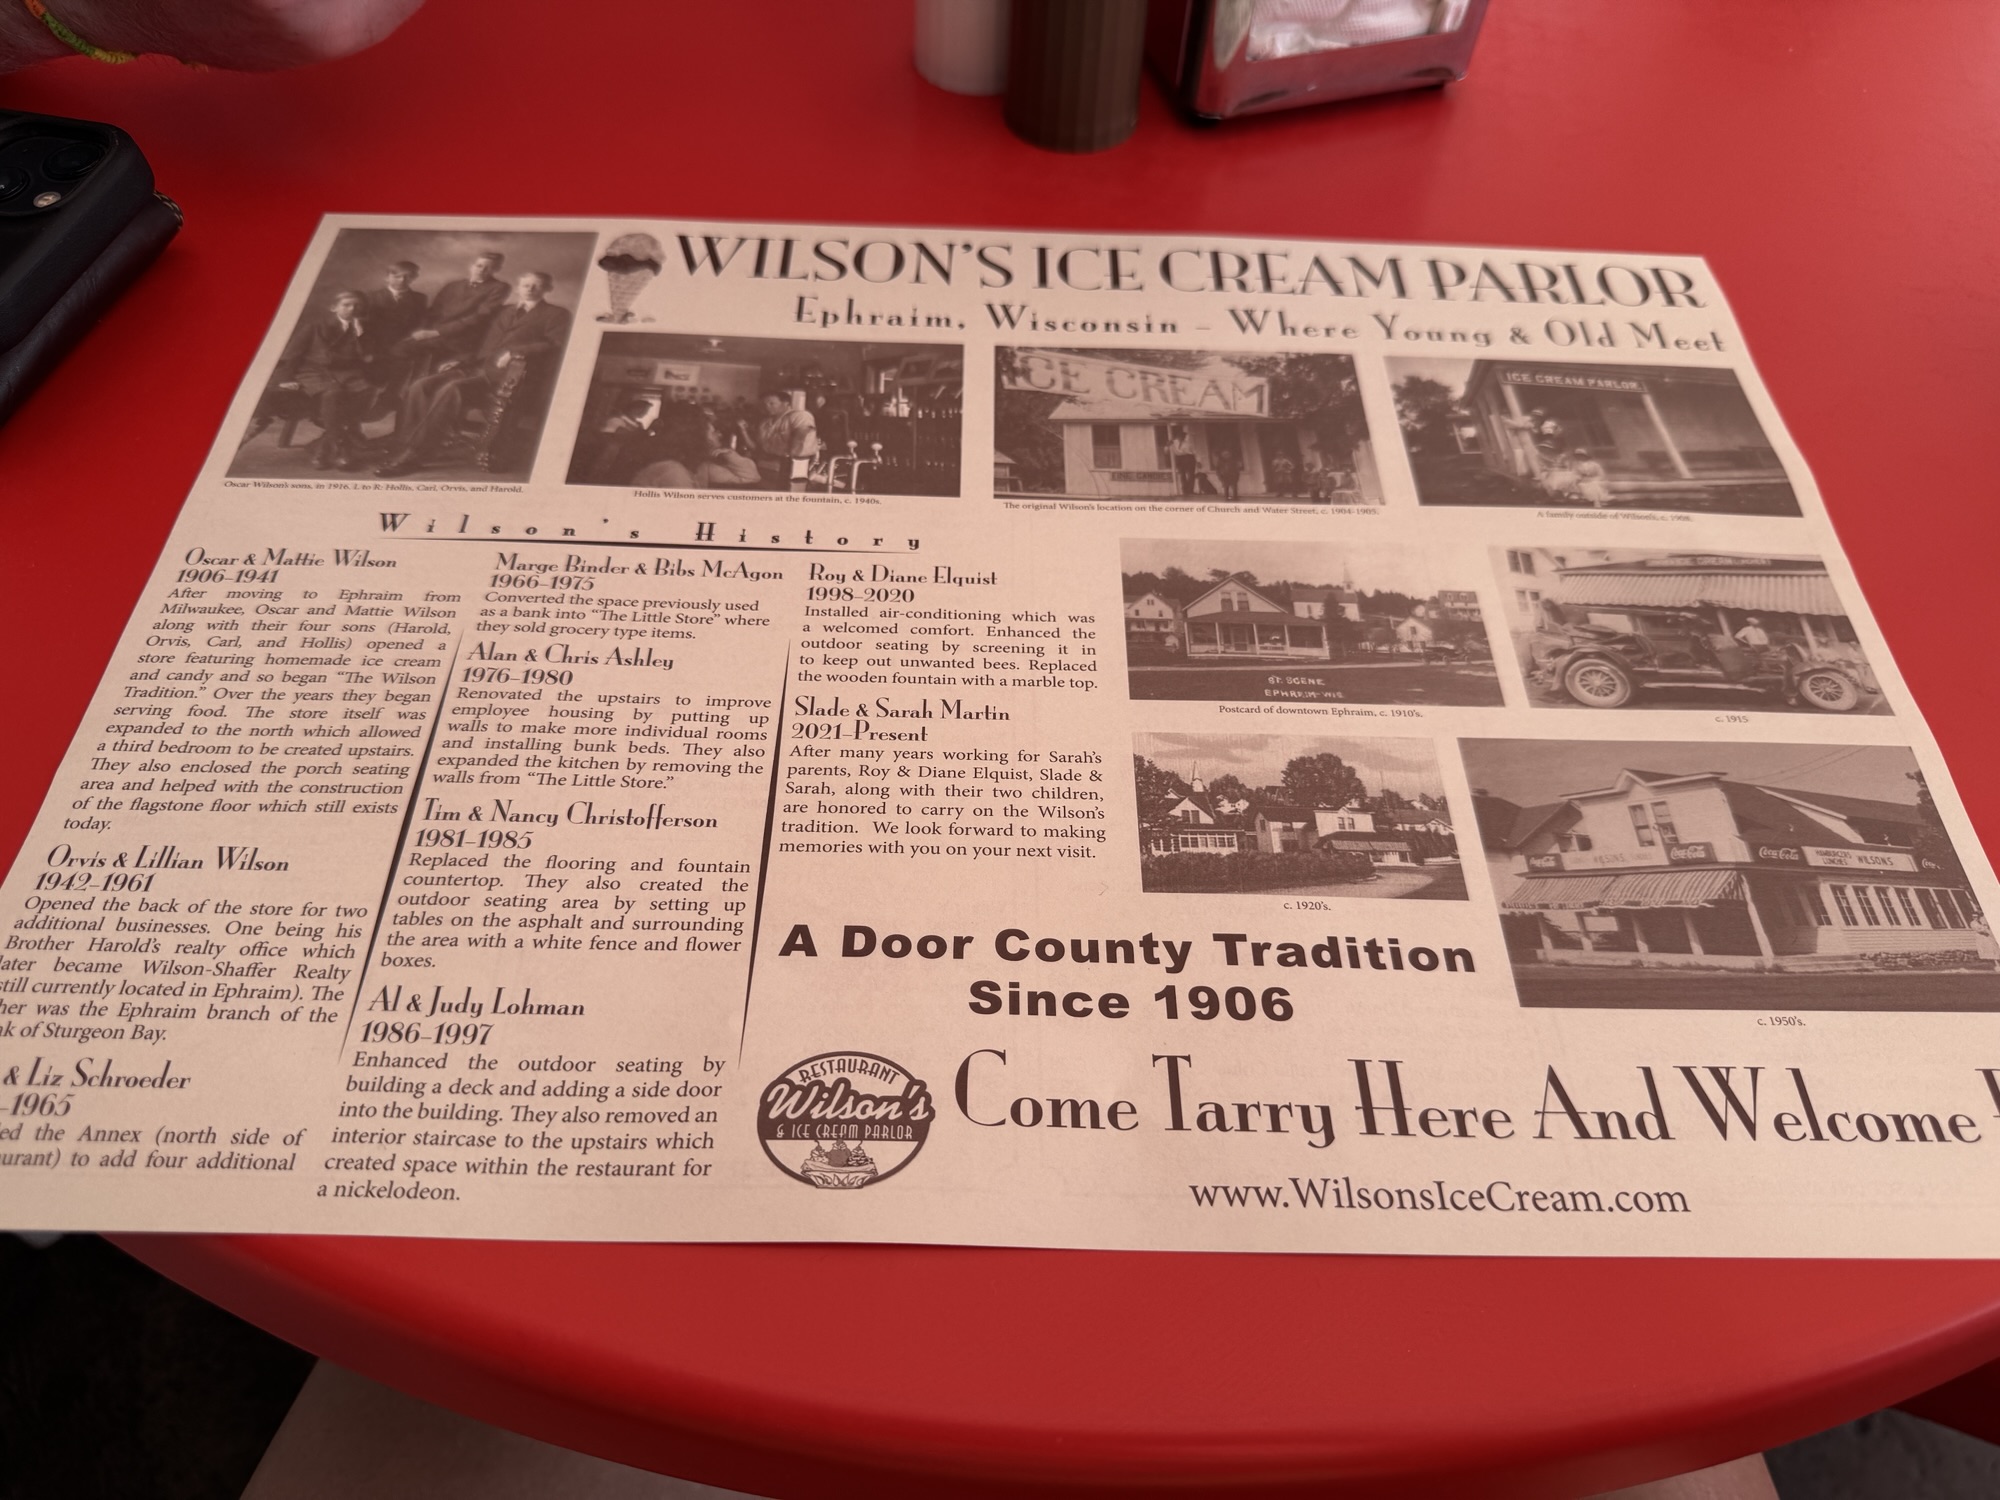 WILSON'S ICE CREAM PARLOR
Ephraim, Wisconsin – Where Young & Old Meet
ICE CREAM
ICE CREAM PARLOR
Oscar Wilson's sons, in 1916. L to R: Hollis, Carl, Orvis, and Harold.
Hollis Wilson serves customers at the fountain, c. 1940s.
The original Wilson's location on the corner of Church and Water Street, c. 1904-1905.
A family outside of Wilson's, c. 1906.
Wilson's History
Oscar & Mattie Wilson
1906–1941
After moving to Ephraim from
Milwaukee, Oscar and Mattie Wilson
along with their four sons (Harold,
Orvis, Carl, and Hollis) opened a
store featuring homemade ice cream
and candy and so began “The Wilson
Tradition.” Over the years they began
serving food. The store itself was
expanded to the north which allowed
a third bedroom to be created upstairs.
They also enclosed the porch seating
area and helped with the construction
of the flagstone floor which still exists
today.
Orvis & Lillian Wilson
1942–1961
Opened the back of the store for two
additional businesses. One being his
Brother Harold's realty office which
later became Wilson-Shaffer Realty
still currently located in Ephraim). The
her was the Ephraim branch of the
nk of Sturgeon Bay.
& Liz Schroeder
–1965
ed the Annex (north side of
urant) to add four additional
Marge Binder & Bibs McAgon
1966–1975
Converted the space previously used
as a bank into “The Little Store” where
they sold grocery type items.
Alan & Chris Ashley
1976–1980
Renovated the upstairs to improve
employee housing by putting up
walls to make more individual rooms
and installing bunk beds. They also
expanded the kitchen by removing the
walls from “The Little Store.”
Tim & Nancy Christofferson
1981–1985
Replaced the flooring and fountain
countertop. They also created the
outdoor seating area by setting up
tables on the asphalt and surrounding
the area with a white fence and flower
boxes.
Al & Judy Lohman
1986–1997
Enhanced the outdoor seating by
building a deck and adding a side door
into the building. They also removed an
interior staircase to the upstairs which
created space within the restaurant for
a nickelodeon.
Roy & Diane Elquist
1998–2020
Installed air-conditioning which was
a welcomed comfort. Enhanced the
outdoor seating by screening it in
to keep out unwanted bees. Replaced
the wooden fountain with a marble top.
Slade & Sarah Martin
2021–Present
After many years working for Sarah's
parents, Roy & Diane Elquist, Slade &
Sarah, along with their two children,
are honored to carry on the Wilson's
tradition. We look forward to making
memories with you on your next visit.
ST. SCENE
EPHRAIM-WIS.
Postcard of downtown Ephraim, c. 1910's.
c. 1915
c. 1920's.
Coca-Cola
Coca-Cola
Coca-Cola
HAMBURGERS
LUNCHES
WILSONS
c. 1950's.
A Door County Tradition
Since 1906
RESTAURANT
Wilson's
& ICE CREAM PARLOR
Come Tarry Here And Welcome
www.WilsonsIceCream.com